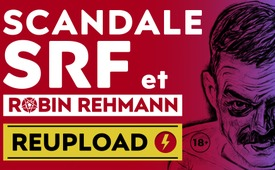 SCANDALE
SRF et
ROBIN REHMANN
REUPLOAD
18+